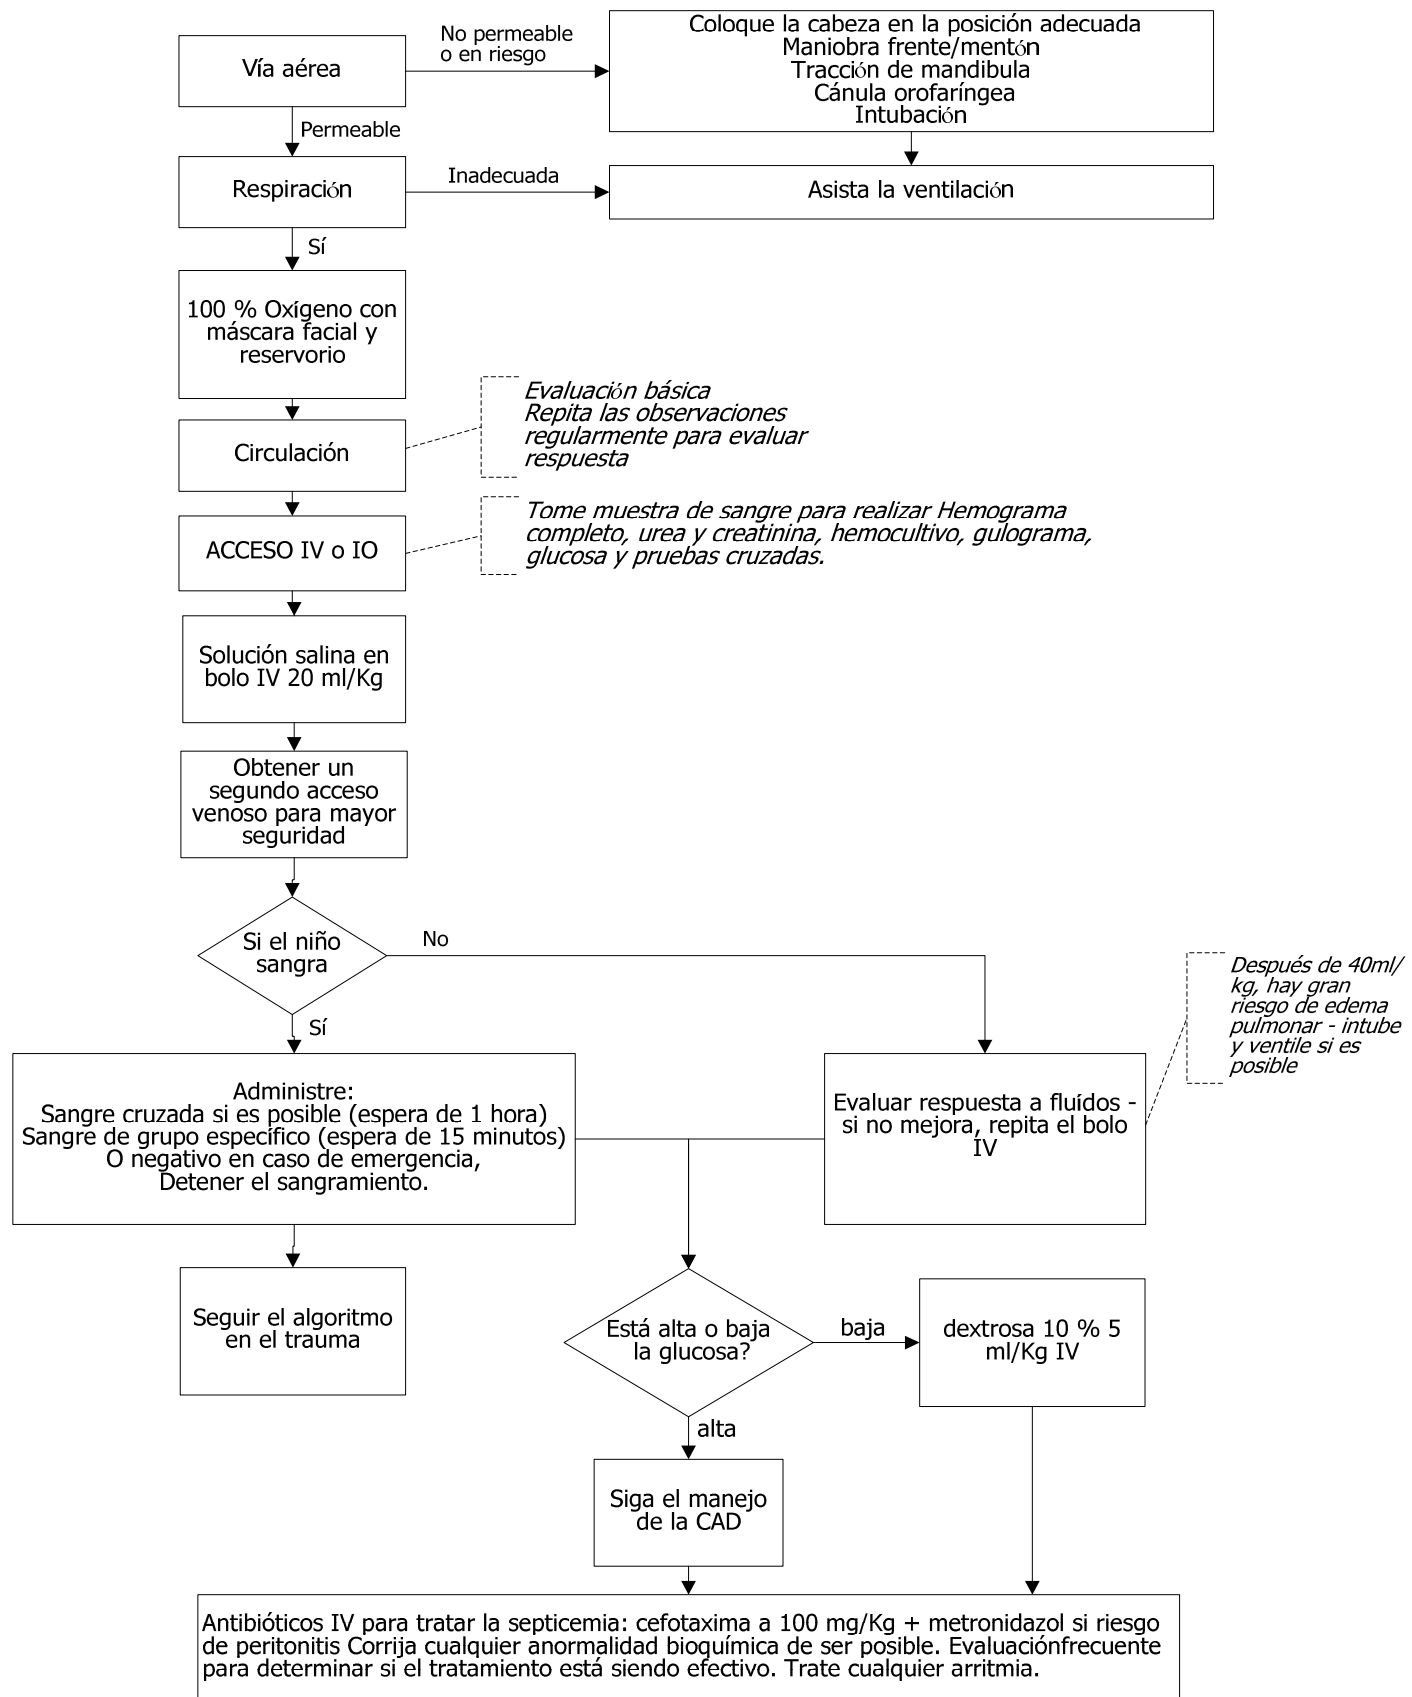 Vía aérea
No permeable
o en riesgo
Coloque la cabeza en la posición adecuada
Maniobra frente/mentón
Tracción de mandibula
Cánula orofaríngea
Intubación
Permeable
Respiración
Inadecuada
Asista la ventilación
Sí
100 % Oxígeno con
máscara facial y
reservorio
Circulación
Evaluación básica
Repita las observaciones
regularmente para evaluar
respuesta
ACCESO IV o IO
Tome muestra de sangre para realizar Hemograma
completo, urea y creatinina, hemocultivo, gulograma,
glucosa y pruebas cruzadas.
Solución salina en
bolo IV 20 ml/Kg
Obtener un
segundo acceso
venoso para mayor
seguridad
Si el niño
sangra
No
Sí
Después de 40ml/
kg, hay gran
riesgo de edema
pulmonar - intube
y ventile si es
posible
Administre:
Sangre cruzada si es posible (espera de 1 hora)
Sangre de grupo específico (espera de 15 minutos)
O negativo en caso de emergencia,
Detener el sangramiento.
Evaluar respuesta a fluídos -
si no mejora, repita el bolo
IV
Seguir el algoritmo
en el trauma
Está alta o baja
la glucosa?
baja
dextrosa 10 % 5
ml/Kg IV
alta
Siga el manejo
de la CAD
Antibióticos IV para tratar la septicemia: cefotaxima a 100 mg/Kg + metronidazol si riesgo
de peritonitis Corrija cualquier anormalidad bioquímica de ser posible. Evaluaciónfrecuente
para determinar si el tratamiento está siendo efectivo. Trate cualquier arritmia.